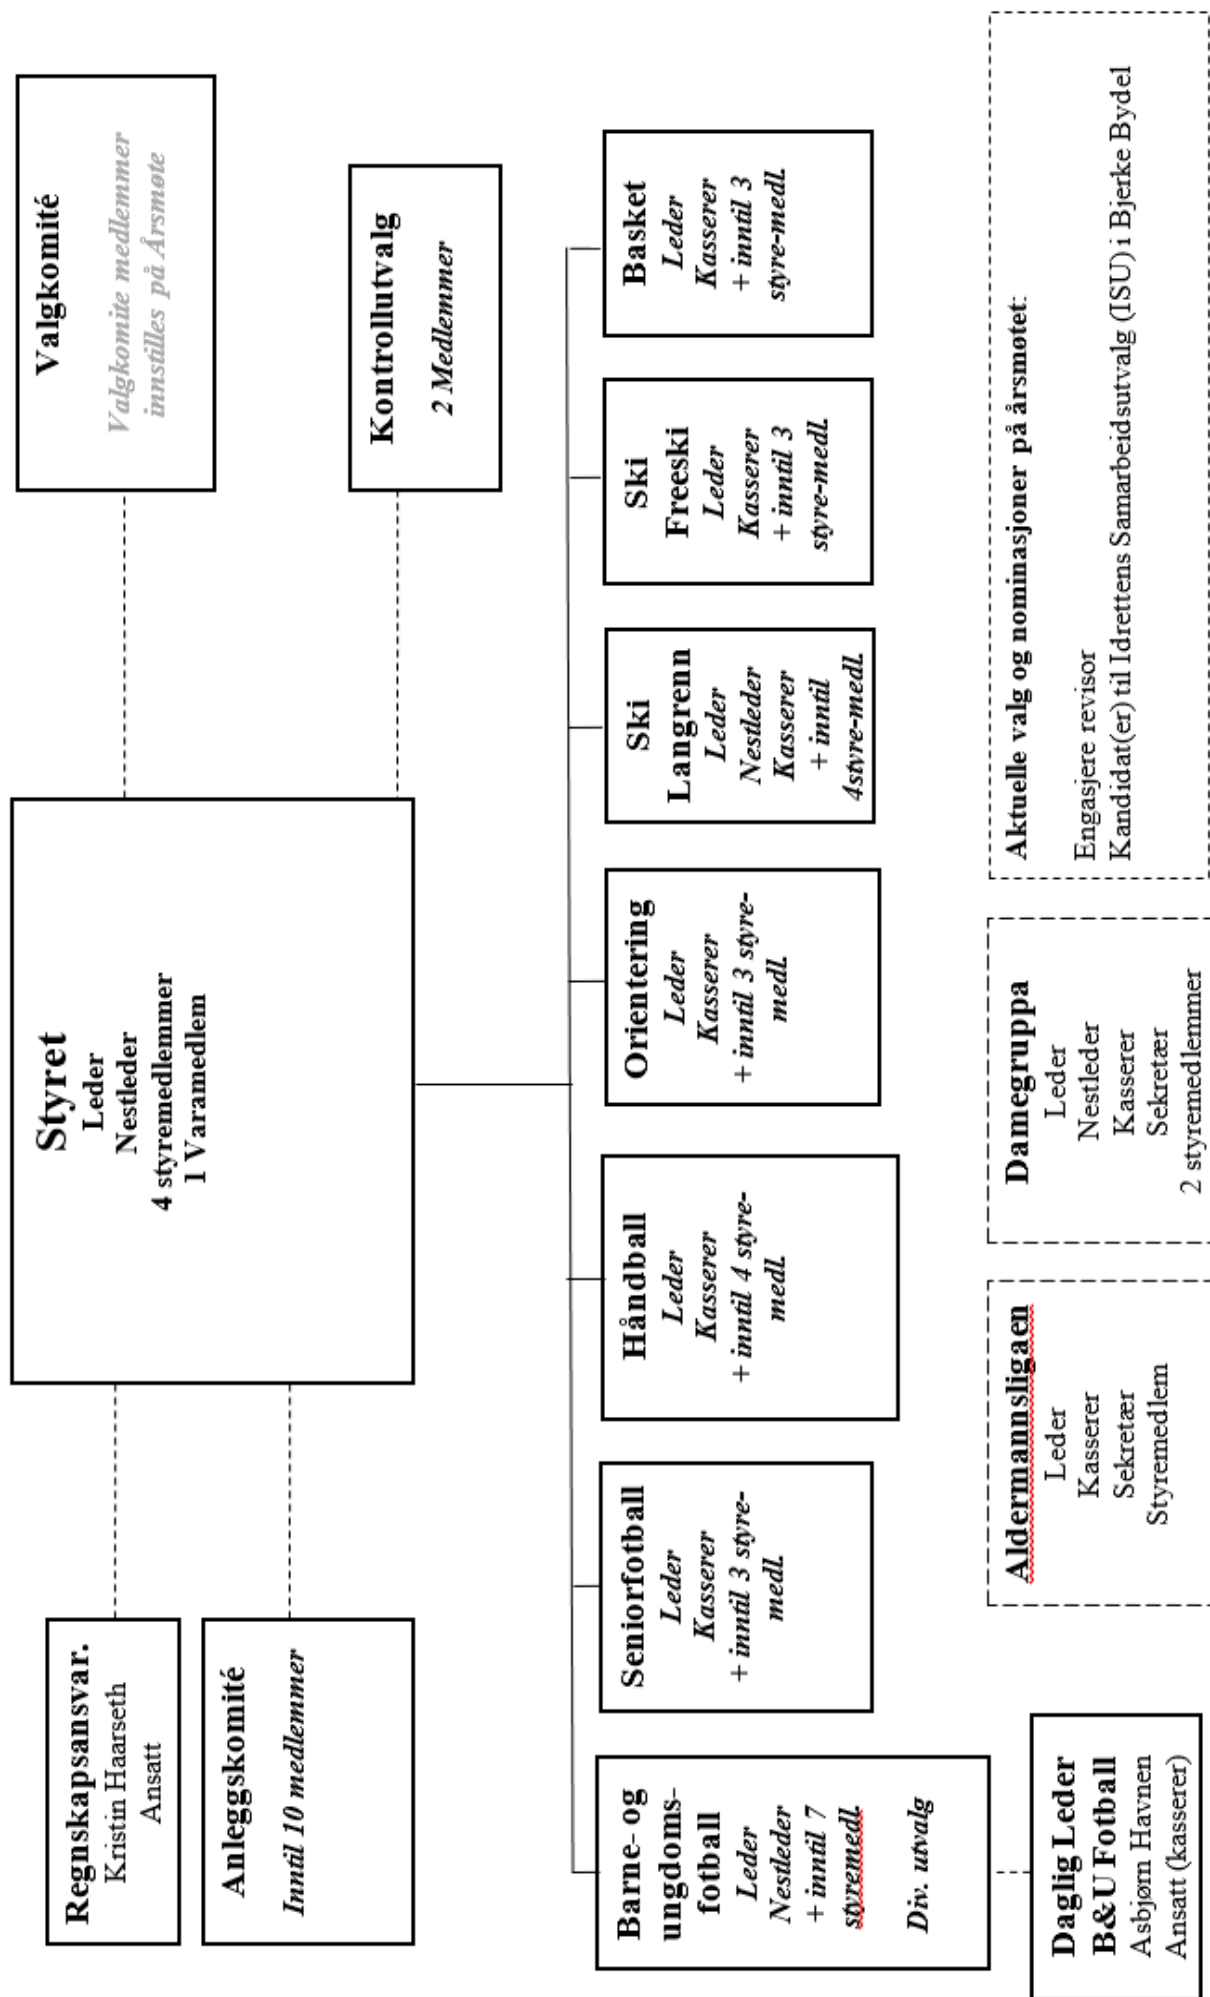 Regnskapsansvar.
Kristin Haarseth
Ansatt
Anleggskomité
Inntil 10 medlemmer
Styret
Leder
Nestleder
4 styremedlemmer
1 Varamedlem
Valgkomité
Valgkomite medlemmer
innstilles på Årsmøte
Kontrollutvalg
2 Medlemmer
Barne- og
ungdoms-
fotball
Leder
Nestleder
+ inntil 7
styremedl.
Div. utvalg
Seniorfotball
Leder
Kasserer
+ inntil 3 styre-
medl.
Håndball
Leder
Kasserer
+ inntil 4 styre-
medl.
Orientering
Leder
Kasserer
+ inntil 3 styre-
medl.
Ski
Langrenn
Leder
Nestleder
Kasserer
+ inntil
4styre-medl.
Ski
Freeski
Leder
Kasserer
+ inntil 3
styre-medl.
Basket
Leder
Kasserer
+ inntil 3
styre-medl.
Daglig Leder
B&U Fotball
Asbjørn Havnen
Ansatt (kasserer)
Aldermannsligaen
Leder
Kasserer
Sekretær
Styremedlem
Damegruppa
Leder
Nestleder
Kasserer
Sekretær
2 styremedlemmer
Aktuelle valg og nominasjoner på årsmøtet:
Engasjere revisor
Kandidat(er) til Idrettens Samarbeidsutvalg (ISU) i Bjerke Bydel